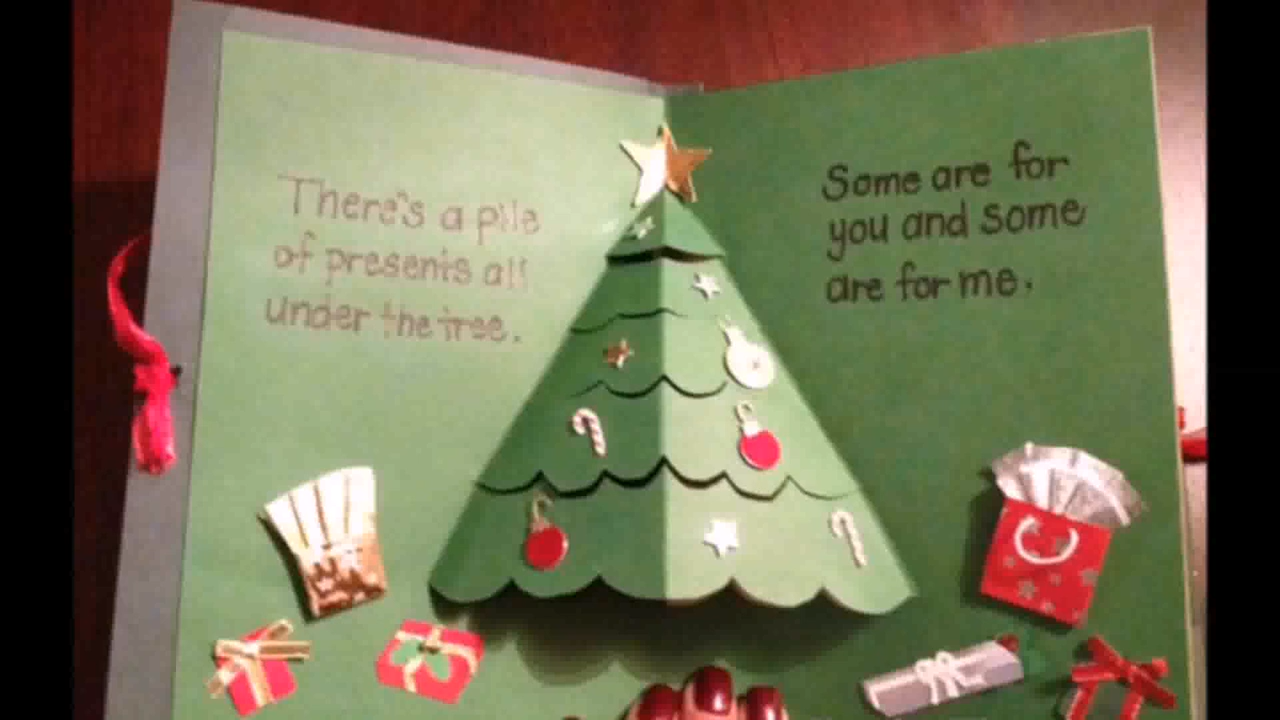 There's a pile
of presents all
under the tree.
Some are for
you and some
are for me.